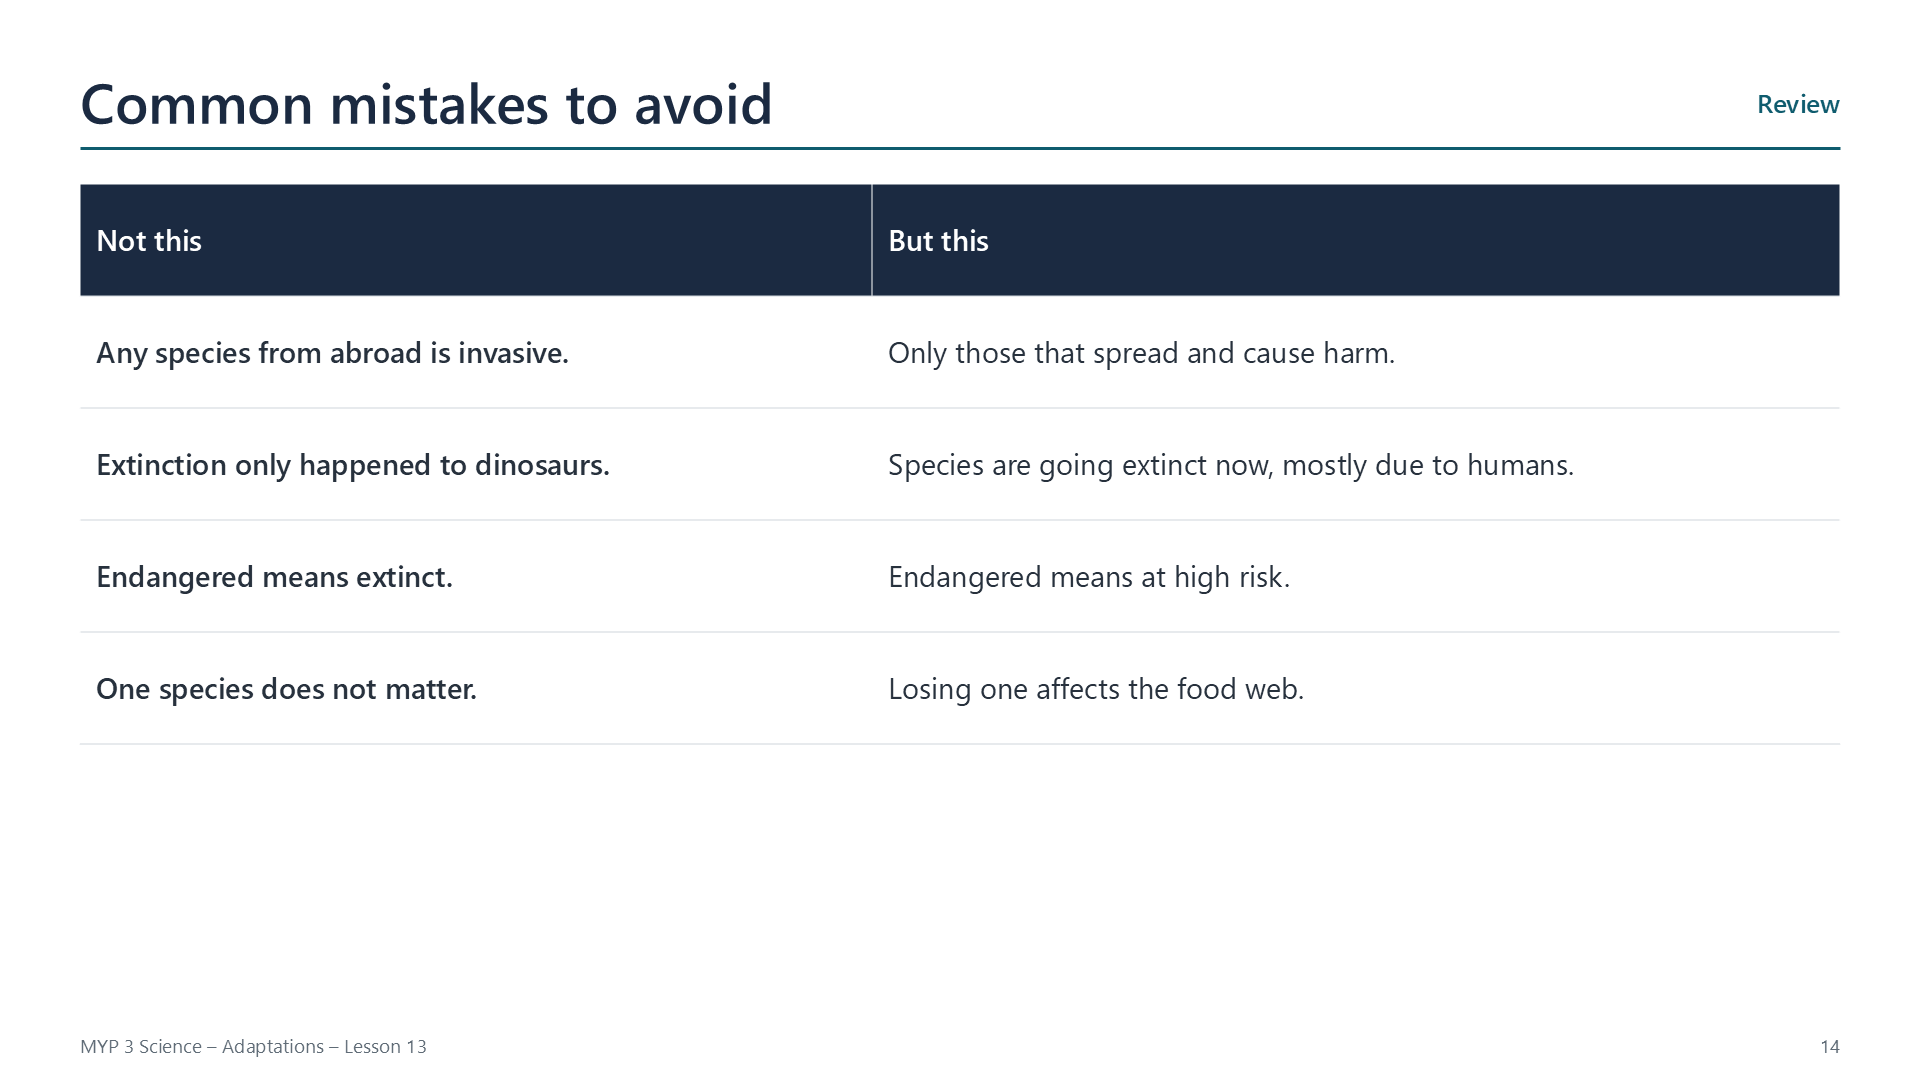 Common mistakes to avoid
Review
Not this
But this
Any species from abroad is invasive.
Only those that spread and cause harm.
Extinction only happened to dinosaurs.
Species are going extinct now, mostly due to humans.
Endangered means extinct.
Endangered means at high risk.
One species does not matter.
Losing one affects the food web.
MYP 3 Science – Adaptations – Lesson 13
14